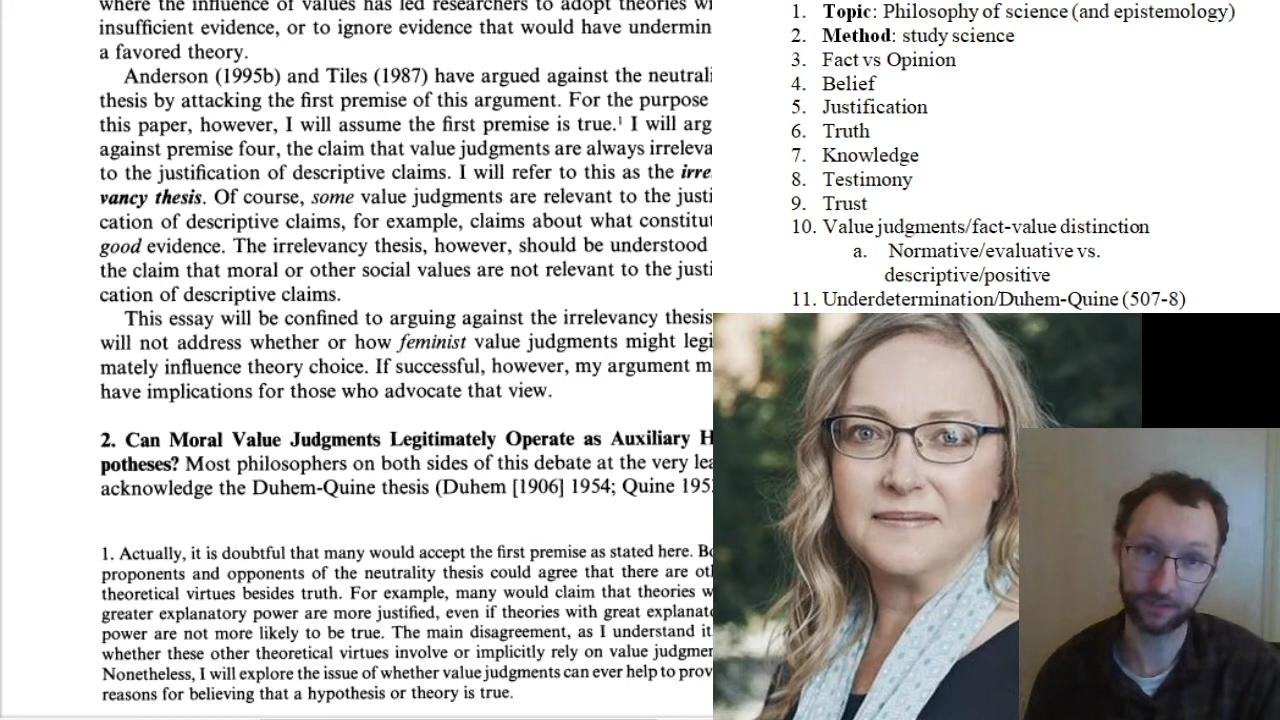 where the influence of values has led researchers to adopt theories wi
insufficient evidence, or to ignore evidence that would have undermin
a favored theory.
Anderson (1995b) and Tiles (1987) have argued against the neutrali
thesis by attacking the first premise of this argument. For the purpose
this paper, however, I will assume the first premise is true.¹ I will arg
against premise four, the claim that value judgments are always irreleva
to the justification of descriptive claims. I will refer to this as the irre
vancy thesis. Of course, some value judgments are relevant to the justi
cation of descriptive claims, for example, claims about what constitut
good evidence. The irrelevancy thesis, however, should be understood
the claim that moral or other social values are not relevant to the justi
cation of descriptive claims.
This essay will be confined to arguing against the irrelevancy thesis
will not address whether or how feminist value judgments might legi
mately influence theory choice. If successful, however, my argument m
have implications for those who advocate that view.
2. Can Moral Value Judgments Legitimately Operate as Auxiliary H
potheses? Most philosophers on both sides of this debate at the very lea
acknowledge the Duhem-Quine thesis (Duhem [1906] 1954; Quine 195
1. Actually, it is doubtful that many would accept the first premise as stated here. Bo
proponents and opponents of the neutrality thesis could agree that there are otl
theoretical virtues besides truth. For example, many would claim that theories w
greater explanatory power are more justified, even if theories with great explanat
power are not more likely to be true. The main disagreement, as I understand it
whether these other theoretical virtues involve or implicitly rely on value judgmer
Nonetheless, I will explore the issue of whether value judgments can ever help to prov
reasons for believing that a hypothesis or theory is true.
1. Topic: Philosophy of science (and epistemology)
2. Method: study science
3. Fact vs Opinion
4. Belief
5. Justification
6. Truth
7. Knowledge
8. Testimony
9. Trust
10. Value judgments/fact-value distinction
a. Normative/evaluative vs.
descriptive/positive
11. Underdetermination/Duhem-Quine (507-8)